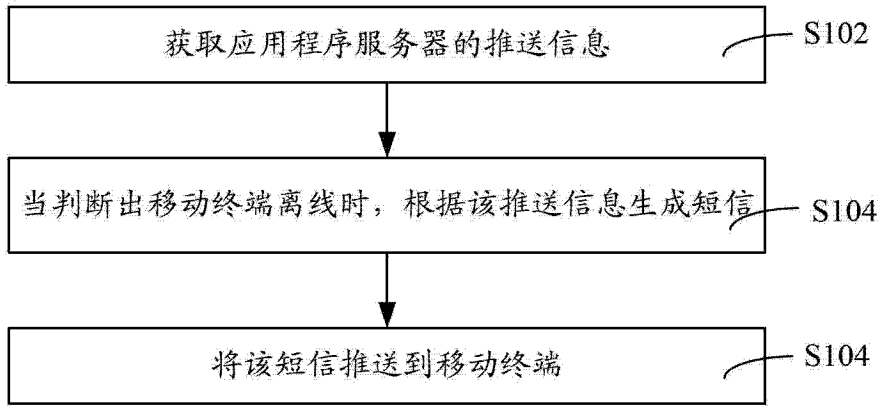 获取应用程序服务器的推送信息
S102
当判断出移动终端离线时，根据该推送信息生成短信
S104
将该短信推送到移动终端
S104